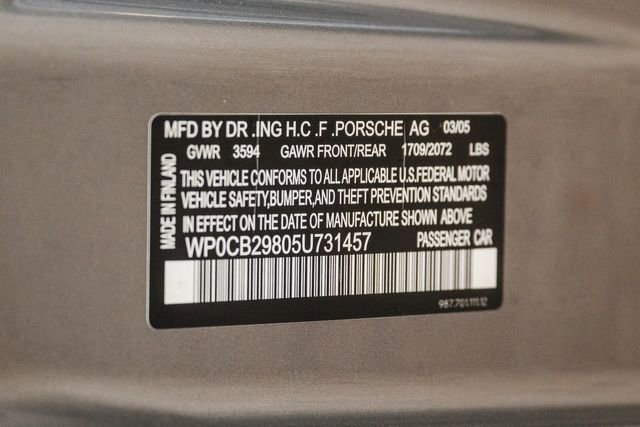 MFD BY DR .ING H.C .F .PORSCHE AG 03/05
GVWR 3594 GAWR FRONT/REAR 1709/2072 LBS
MADE IN FINLAND
THIS VEHICLE CONFORMS TO ALL APPLICABLE U.S.FEDERAL MOTOR
VEHICLE SAFETY,BUMPER,AND THEFT PREVENTION STANDARDS
IN EFFECT ON THE DATE OF MANUFACTURE SHOWN ABOVE
WP0CB29805U731457 PASSENGER CAR
987.701.111.12